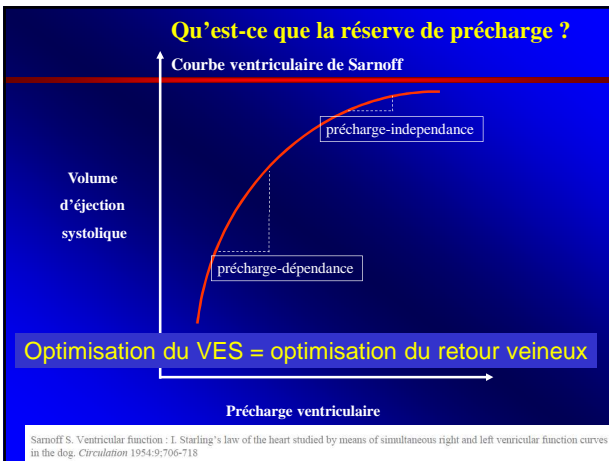 Qu'est-ce que la réserve de précharge ?
Courbe ventriculaire de Sarnoff
précharge-independance
Volume
d'éjection
systolique
précharge-dépendance
Optimisation du VES = optimisation du retour veineux
Précharge ventriculaire
Sarnoff S. Ventricular function : I. Starling's law of the heart studied by means of simultaneous right and left venricular function curves
in the dog. Circulation 1954:9;706-718